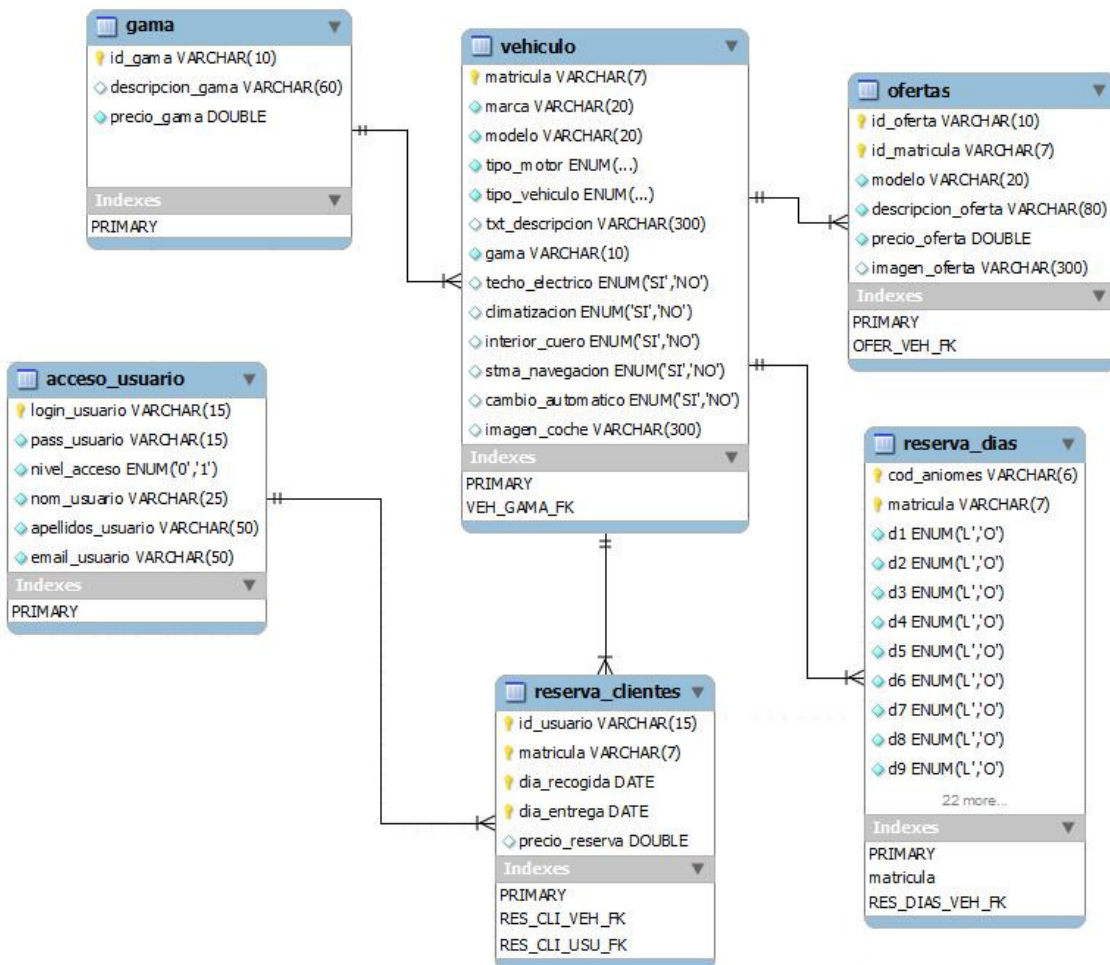 gama
id_gama VARCHAR(10)
descripcion_gama VARCHAR(60)
precio_gama DOUBLE
Indexes
PRIMARY
vehiculo
matricula VARCHAR(7)
marca VARCHAR(20)
modelo VARCHAR(20)
tipo_motor ENUM(...)
tipo_vehiculo ENUM(...)
txt_descripcion VARCHAR(300)
gama VARCHAR(10)
techo_electrico ENUM('SI','NO')
climatizacion ENUM('SI','NO')
interior_cuero ENUM('SI','NO')
stma_navegacion ENUM('SI','NO')
cambio_automatico ENUM('SI','NO')
imagen_coche VARCHAR(300)
Indexes
PRIMARY
VEH_GAMA_FK
ofertas
id_oferta VARCHAR(10)
id_matricula VARCHAR(7)
modelo VARCHAR(20)
descripcion_oferta VARCHAR(80)
precio_oferta DOUBLE
imagen_oferta VARCHAR(300)
Indexes
PRIMARY
OFER_VEH_FK
acceso_usuario
login_usuario VARCHAR(15)
pass_usuario VARCHAR(15)
nivel_acceso ENUM('0','1')
nom_usuario VARCHAR(25)
apellidos_usuario VARCHAR(50)
email_usuario VARCHAR(50)
Indexes
PRIMARY
reserva_dias
cod_aniomes VARCHAR(6)
matricula VARCHAR(7)
d1 ENUM('L','O')
d2 ENUM('L','O')
d3 ENUM('L','O')
d4 ENUM('L','O')
d5 ENUM('L','O')
d6 ENUM('L','O')
d7 ENUM('L','O')
d8 ENUM('L','O')
d9 ENUM('L','O')
22 more...
Indexes
PRIMARY
matricula
RES_DIAS_VEH_FK
reserva_clientes
id_usuario VARCHAR(15)
matricula VARCHAR(7)
dia_recogida DATE
dia_entrega DATE
precio_reserva DOUBLE
Indexes
PRIMARY
RES_CLI_VEH_FK
RES_CLI_USU_FK